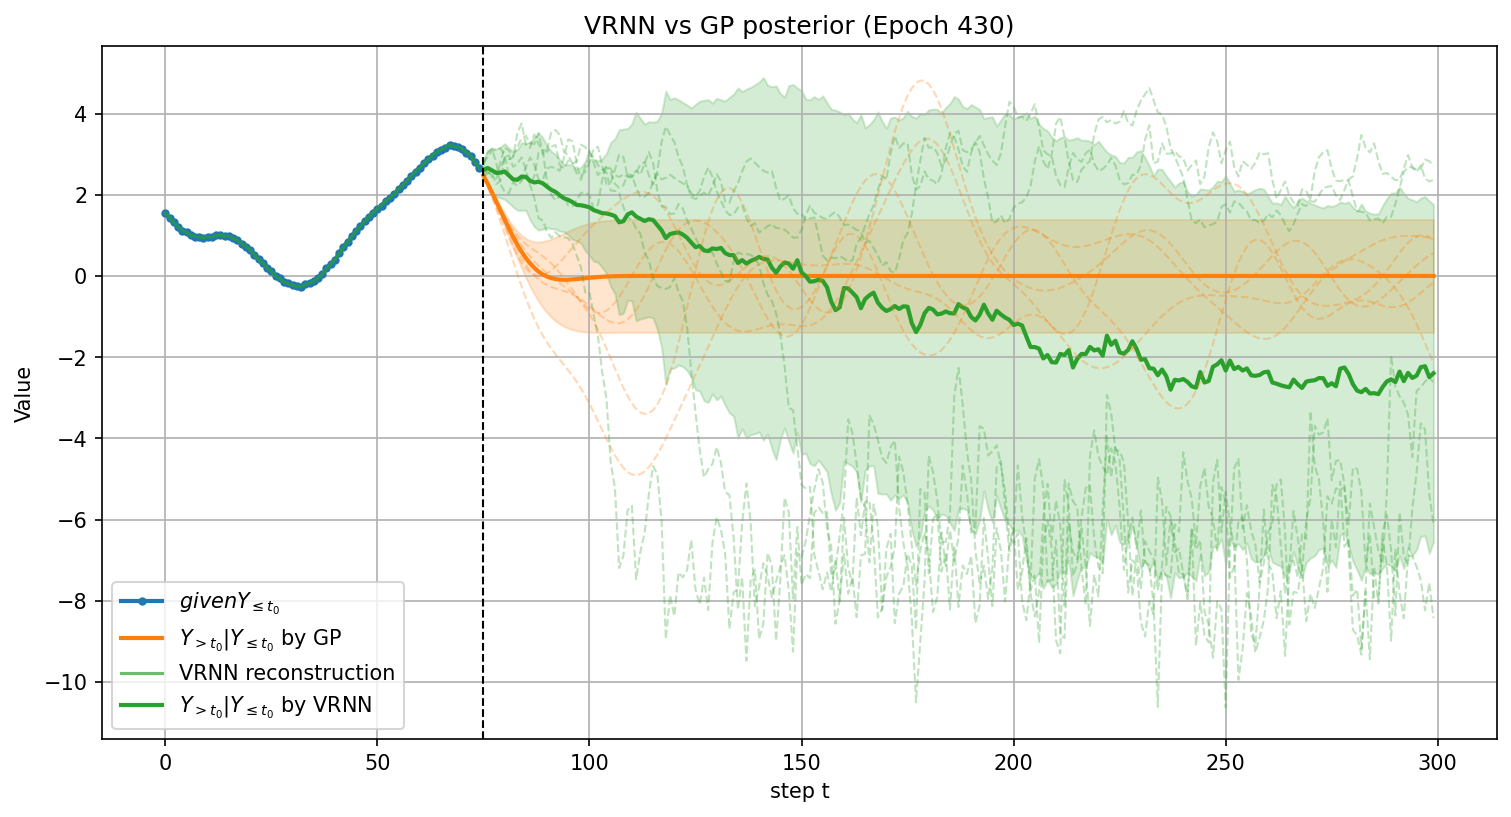 VRNN vs GP posterior (Epoch 430)
Value
4
2
0
−2
−4
−6
−8
−10
givenY≤t₀
Y>t₀|Y≤t₀ by GP
VRNN reconstruction
Y>t₀|Y≤t₀ by VRNN
0 50 100 150 200 250 300
step t